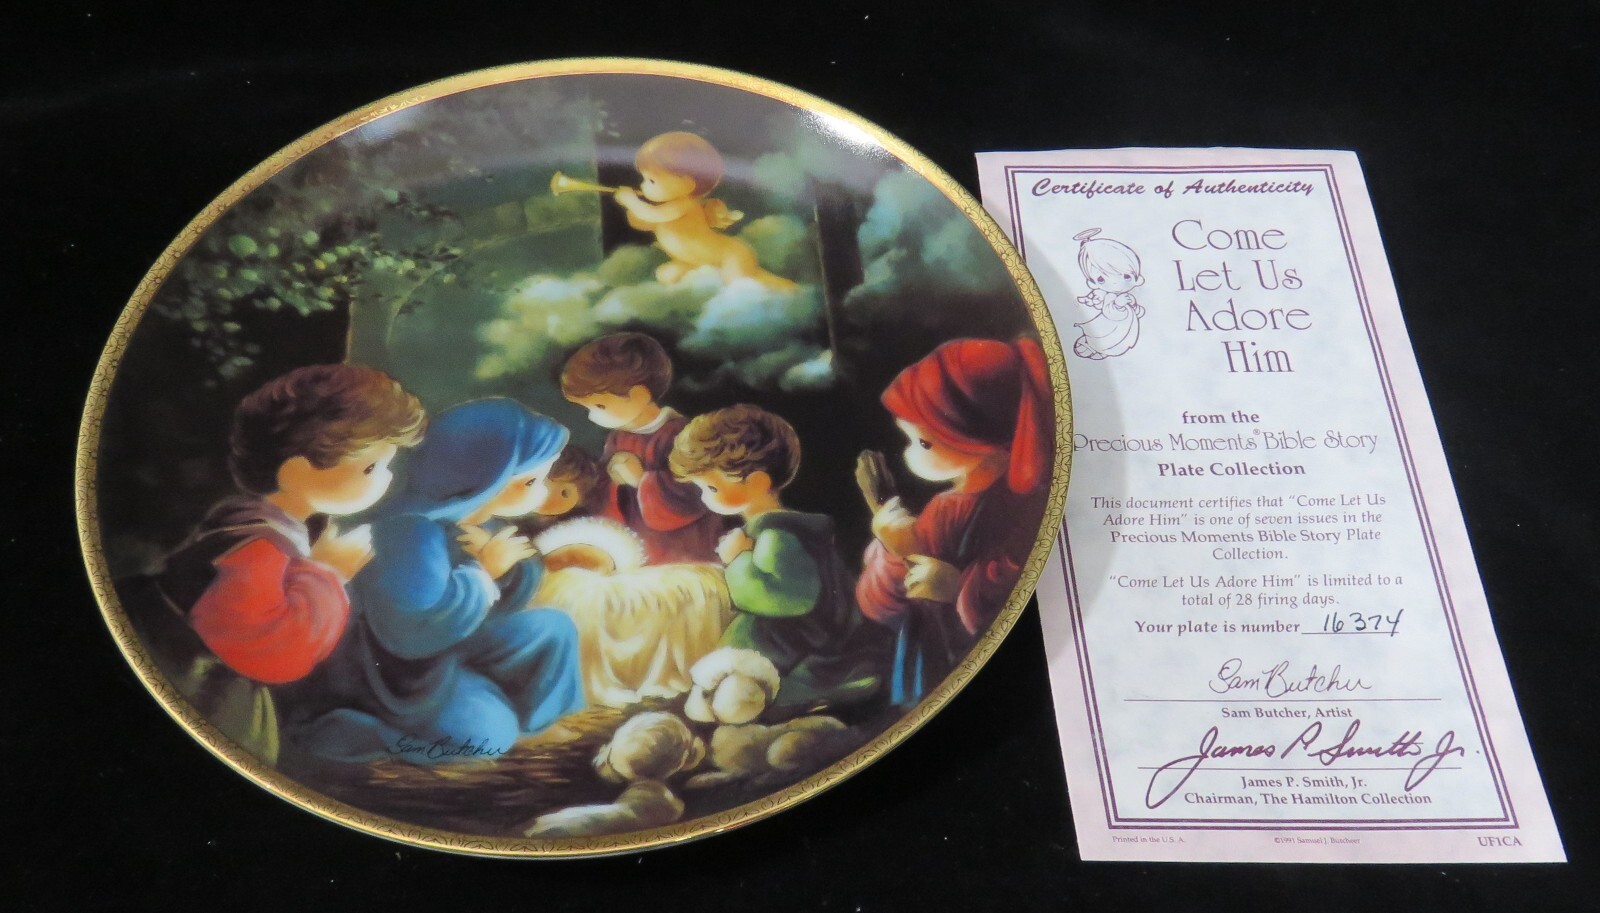 Certificate of Authenticity
Come
Let Us
Adore
Him
from the
Precious Moments® Bible Story
Plate Collection
This document certifies that "Come Let Us
Adore Him" is one of seven issues in the
Precious Moments Bible Story Plate
Collection.
"Come Let Us Adore Him" is limited to a
total of 28 firing days.
Your plate is number 16374
Sam Butcher
Sam Butcher, Artist
James P. Smith Jr.
James P. Smith, Jr.
Chairman, The Hamilton Collection
Printed in the U.S.A.
©1991 Samuel J. Butcher
UF1CA
Sam Butcher